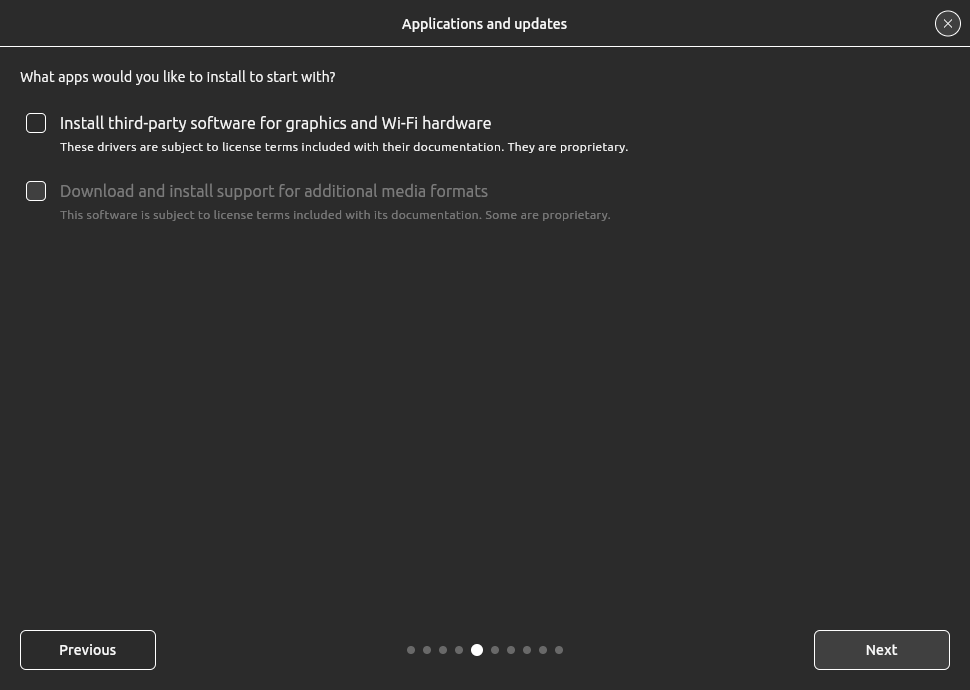 Applications and updates
What apps would you like to install to start with?
Install third-party software for graphics and Wi-Fi hardware
These drivers are subject to license terms included with their documentation. They are proprietary.
Download and install support for additional media formats
This software is subject to license terms included with its documentation. Some are proprietary.
Previous
Next